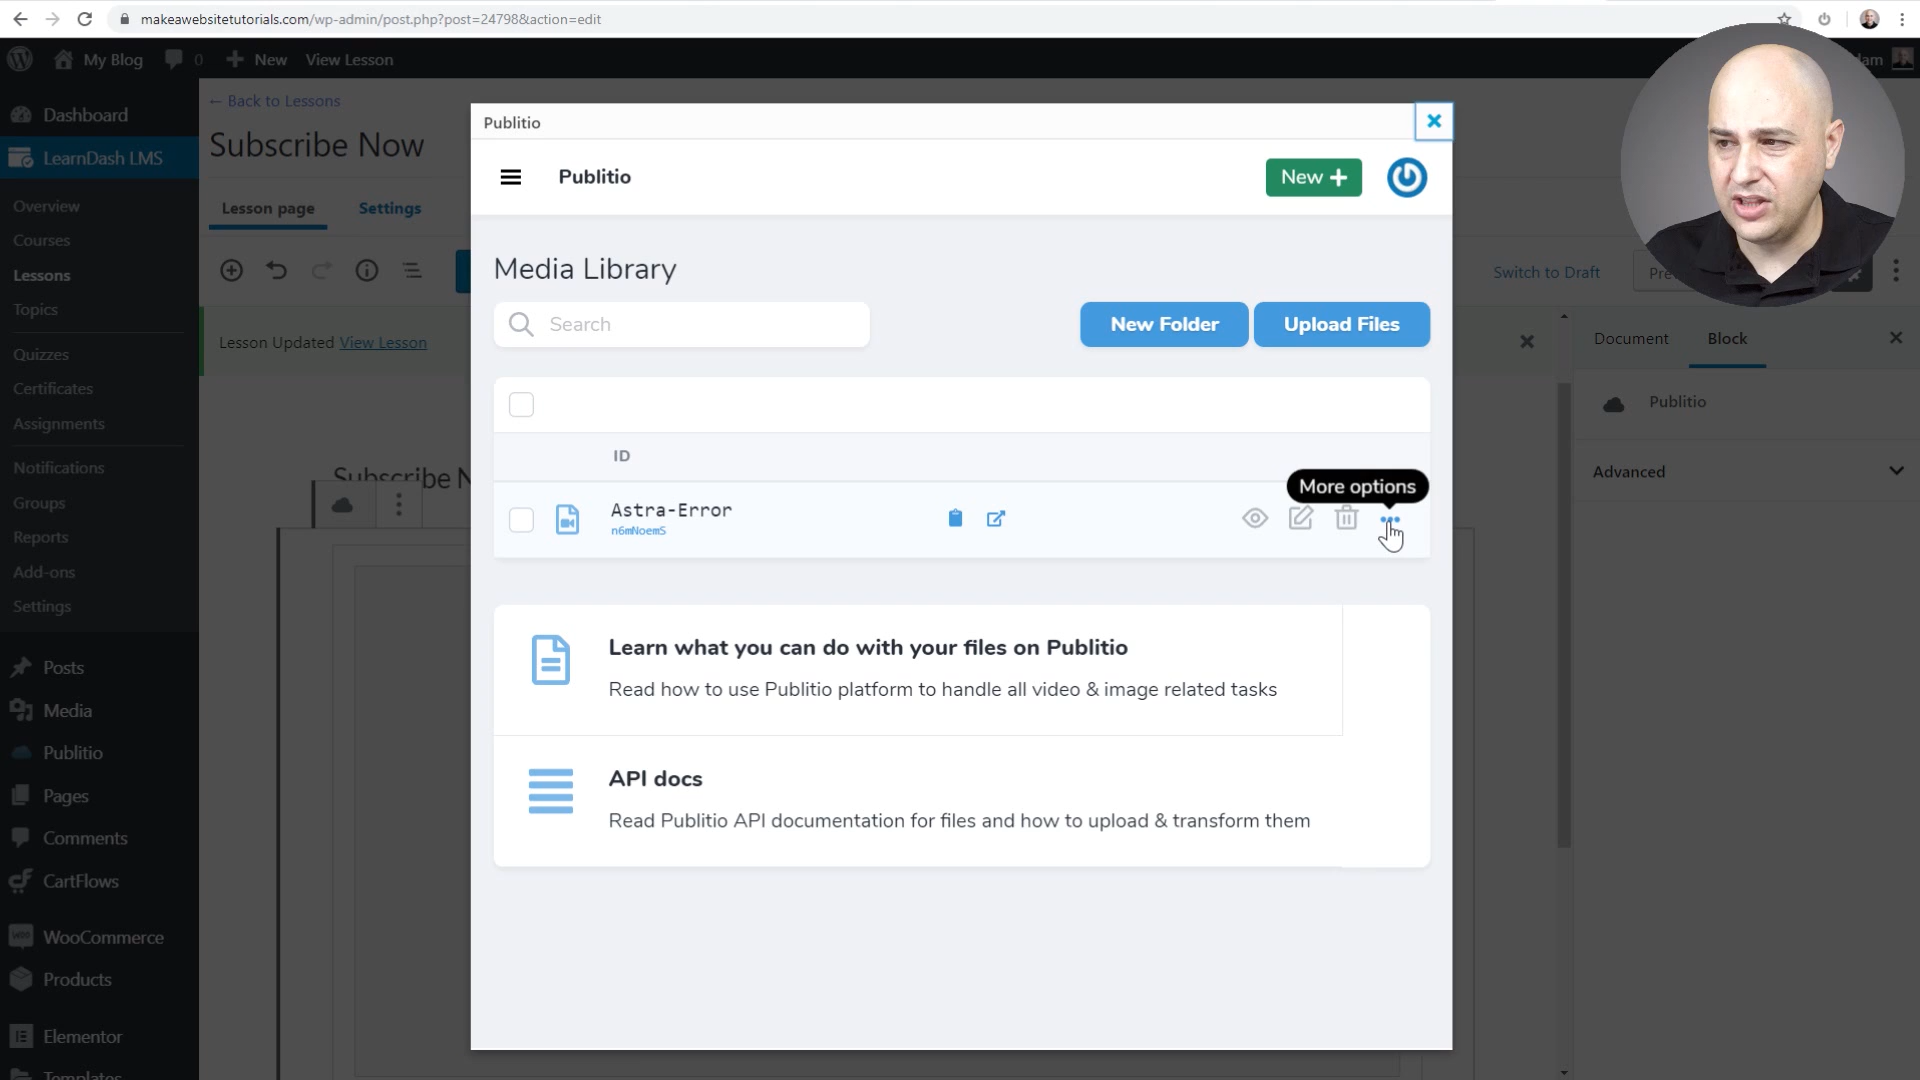 makeawebsitetutorials.com/wp-admin/post.php?post=24798&action=edit
My Blog
0
New
View Lesson
Dashboard
LearnDash LMS
Overview
Courses
Lessons
Topics
Quizzes
Certificates
Assignments
Notifications
Groups
Reports
Add-ons
Settings
Posts
Media
Publitio
Pages
Comments
CartFlows
WooCommerce
Products
Elementor
Templates
← Back to Lessons
Subscribe Now
Lesson page
Settings
Switch to Draft
Lesson Updated View Lesson
Subscribe N
Publitio
Publitio
New
Media Library
Search
New Folder
Upload Files
ID
More options
Astra-Error
n6mNoemS
Learn what you can do with your files on Publitio
Read how to use Publitio platform to handle all video & image related tasks
API docs
Read Publitio API documentation for files and how to upload & transform them
Document
Block
Publitio
Advanced